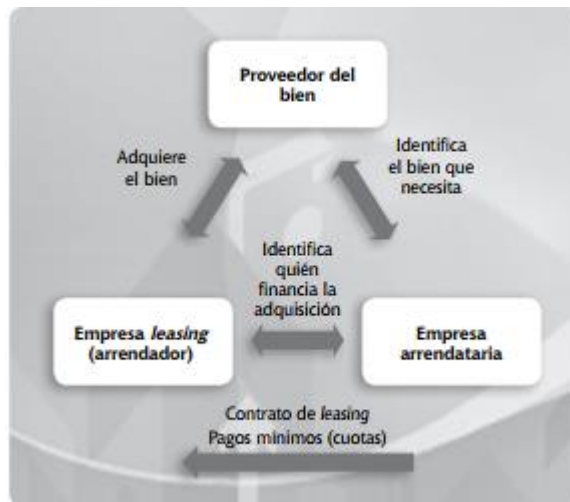 Proveedor del
bien
Adquiere
el bien
Identifica
el bien que
necesita
Identifica
quién
financia la
adquisición
Empresa leasing
(arrendador)
Empresa
arrendataria
Contrato de leasing
Pagos mínimos (cuotas)